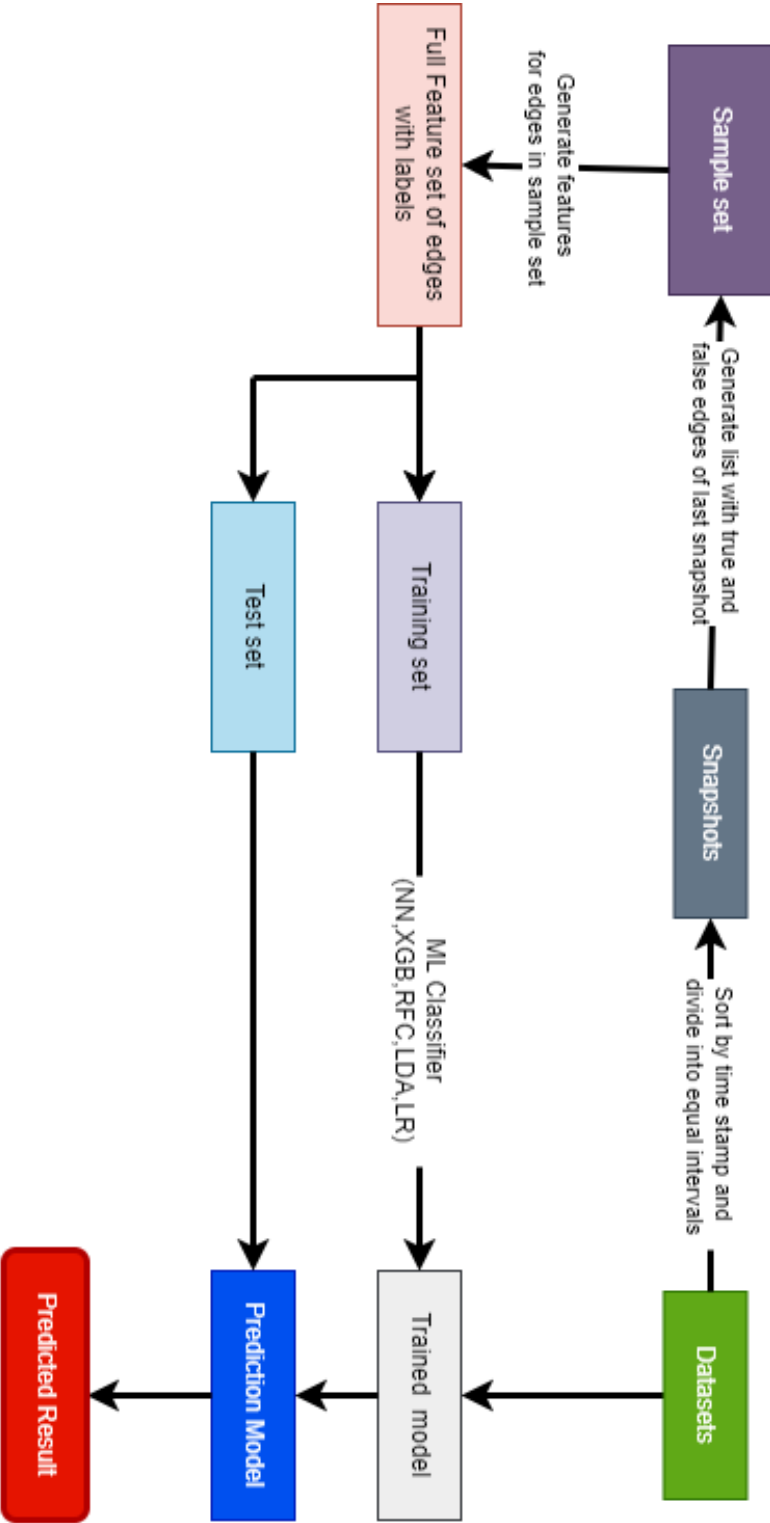 Sample set
Generate list with true and
false edges of last snapshot
Snapshots
Sort by time stamp and
divide into equal intervals
Datasets
Generate features
for edges in sample set
Full Feature set of edges
with labels
Training set
ML Classifier
(NN,XGB,RFC,LDA,LR)
Trained model
Test set
Prediction Model
Predicted Result